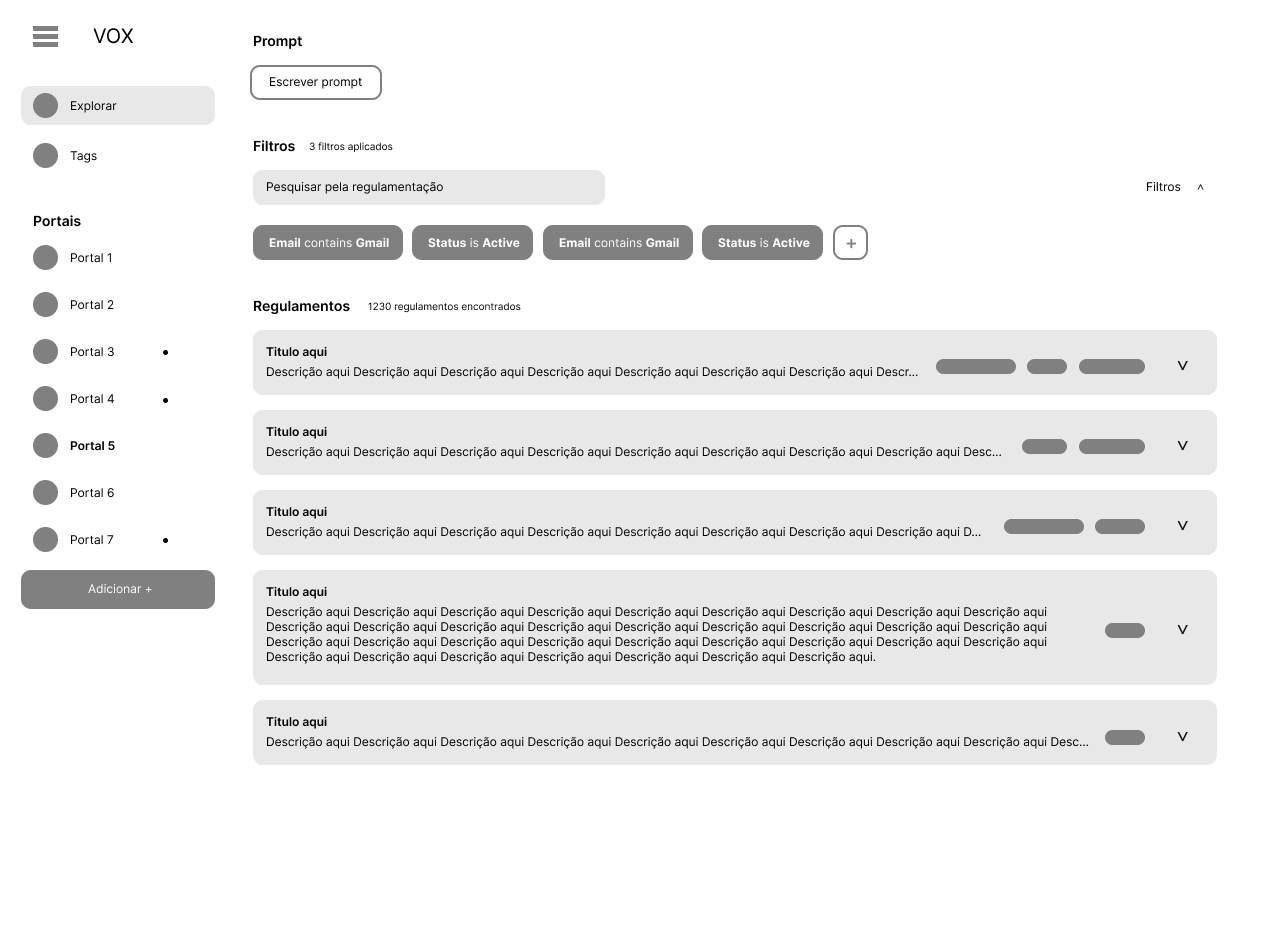 VOX
Explorar
Tags
Portais
Portal 1
Portal 2
Portal 3
Portal 4
Portal 5
Portal 6
Portal 7
Adicionar +
Prompt
Escrever prompt
Filtros 3 filtros aplicados
Pesquisar pela regulamentação
Filtros ^
Email contains Gmail
Status is Active
Email contains Gmail
Status is Active
+
Regulamentos 1230 regulamentos encontrados
Titulo aqui
Descrição aqui Descrição aqui Descrição aqui Descrição aqui Descrição aqui Descrição aqui Descrição aqui Descr...
V
Titulo aqui
Descrição aqui Descrição aqui Descrição aqui Descrição aqui Descrição aqui Descrição aqui Descrição aqui Descrição aqui Desc...
V
Titulo aqui
Descrição aqui Descrição aqui Descrição aqui Descrição aqui Descrição aqui Descrição aqui Descrição aqui Descrição aqui D...
V
Titulo aqui
Descrição aqui Descrição aqui Descrição aqui Descrição aqui Descrição aqui Descrição aqui Descrição aqui Descrição aqui Descrição aqui
Descrição aqui Descrição aqui Descrição aqui Descrição aqui Descrição aqui Descrição aqui Descrição aqui Descrição aqui Descrição aqui
Descrição aqui Descrição aqui Descrição aqui Descrição aqui Descrição aqui Descrição aqui Descrição aqui Descrição aqui Descrição aqui
Descrição aqui Descrição aqui Descrição aqui Descrição aqui Descrição aqui Descrição aqui Descrição aqui.
V
Titulo aqui
Descrição aqui Descrição aqui Descrição aqui Descrição aqui Descrição aqui Descrição aqui Descrição aqui Descrição aqui Descrição aqui Desc...
V